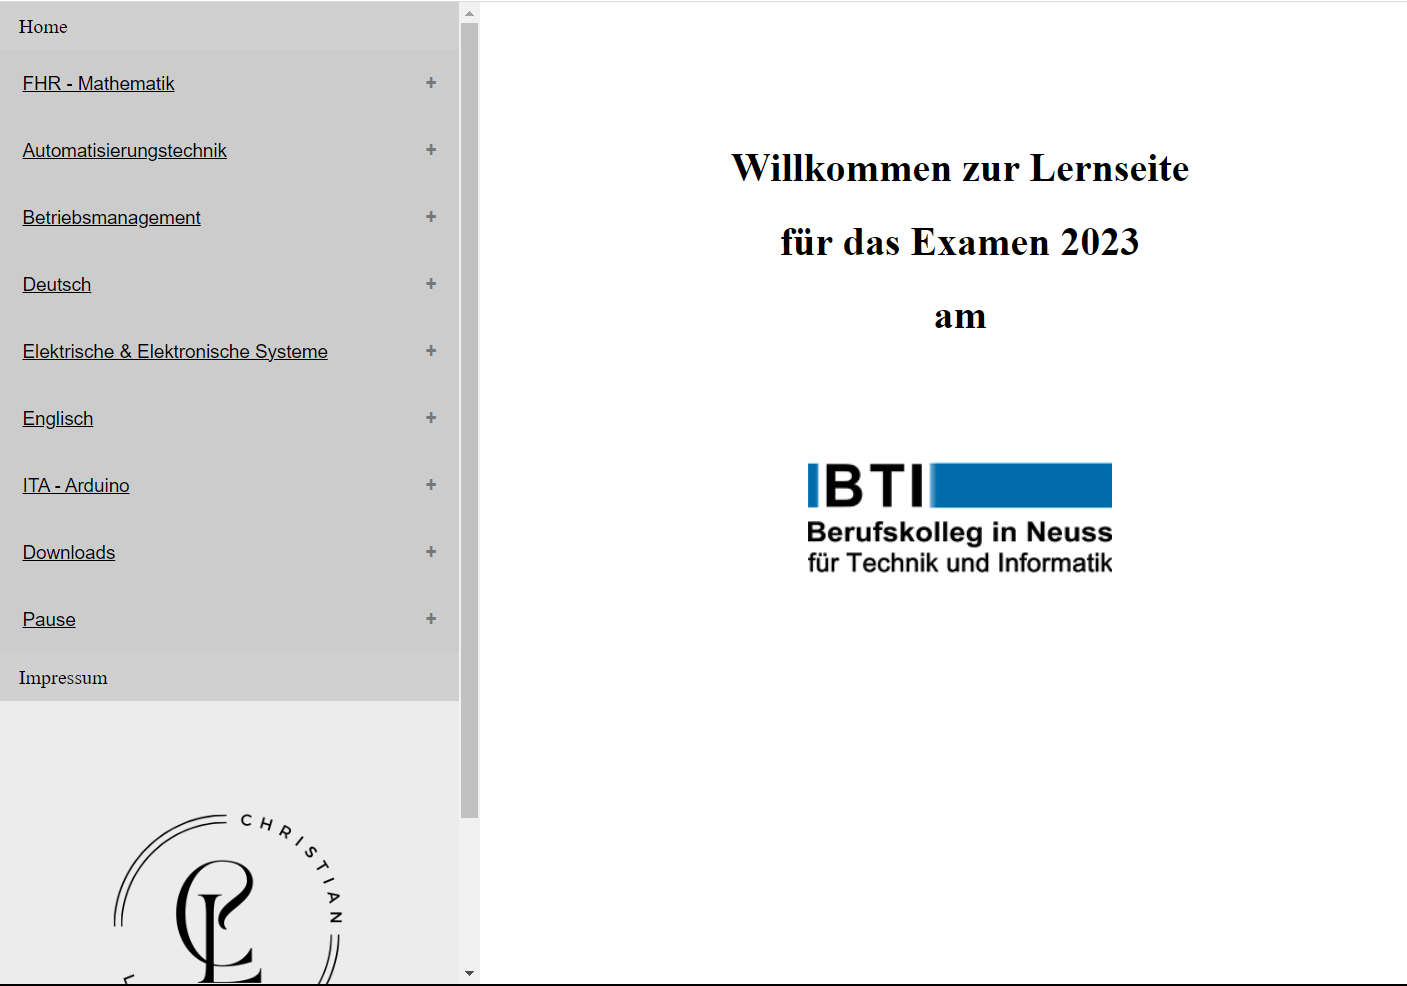 Home
FHR - Mathematik
+
Automatisierungstechnik
+
Betriebsmanagement
+
Deutsch
+
Elektrische & Elektronische Systeme
+
Englisch
+
ITA - Arduino
+
Downloads
+
Pause
+
Impressum
CHRISTIAN
CL
Willkommen zur Lernseite
für das Examen 2023
am
BTI
Berufskolleg in Neuss
für Technik und Informatik